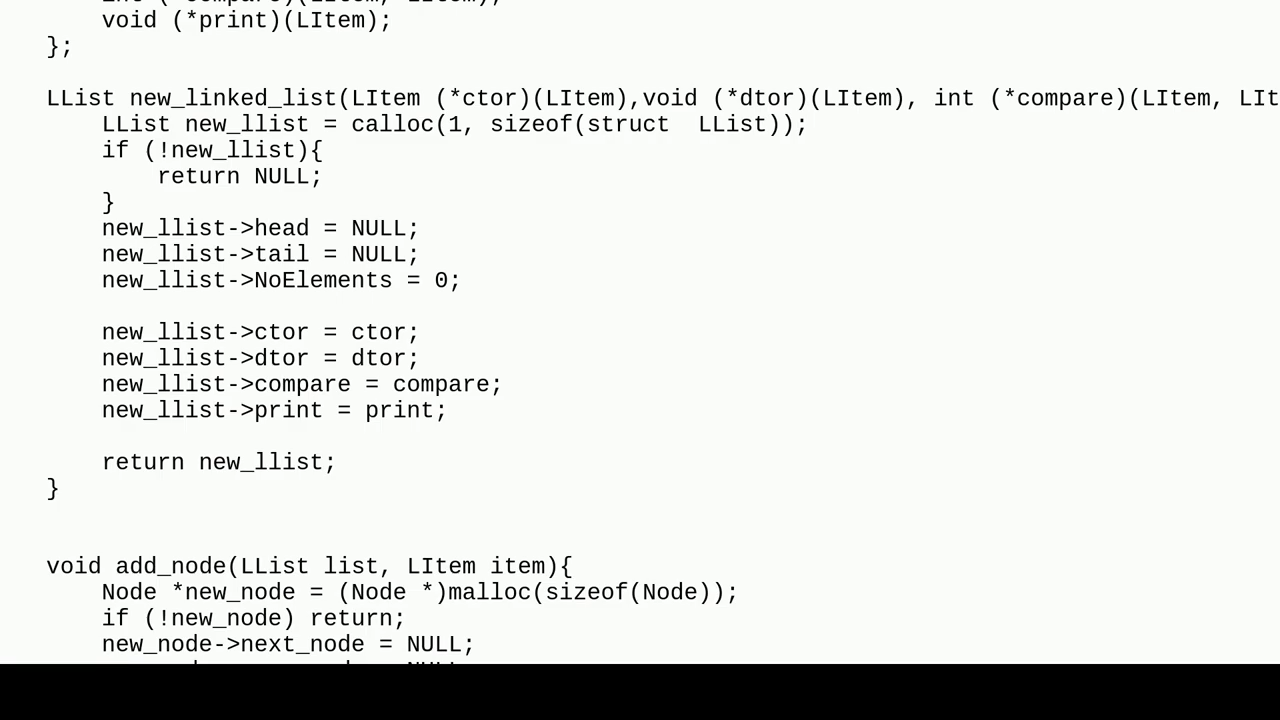 void (*print)(LItem);
};
LList new_linked_list(LItem (*ctor)(LItem),void (*dtor)(LItem), int (*compare)(LItem, LIt
LList new_llist = calloc(1, sizeof(struct  LList));
if (!new_llist){
return NULL;
}
new_llist->head = NULL;
new_llist->tail = NULL;
new_llist->NoElements = 0;
new_llist->ctor = ctor;
new_llist->dtor = dtor;
new_llist->compare = compare;
new_llist->print = print;
return new_llist;
}
void add_node(LList list, LItem item){
Node *new_node = (Node *)malloc(sizeof(Node));
if (!new_node) return;
new_node->next_node = NULL;